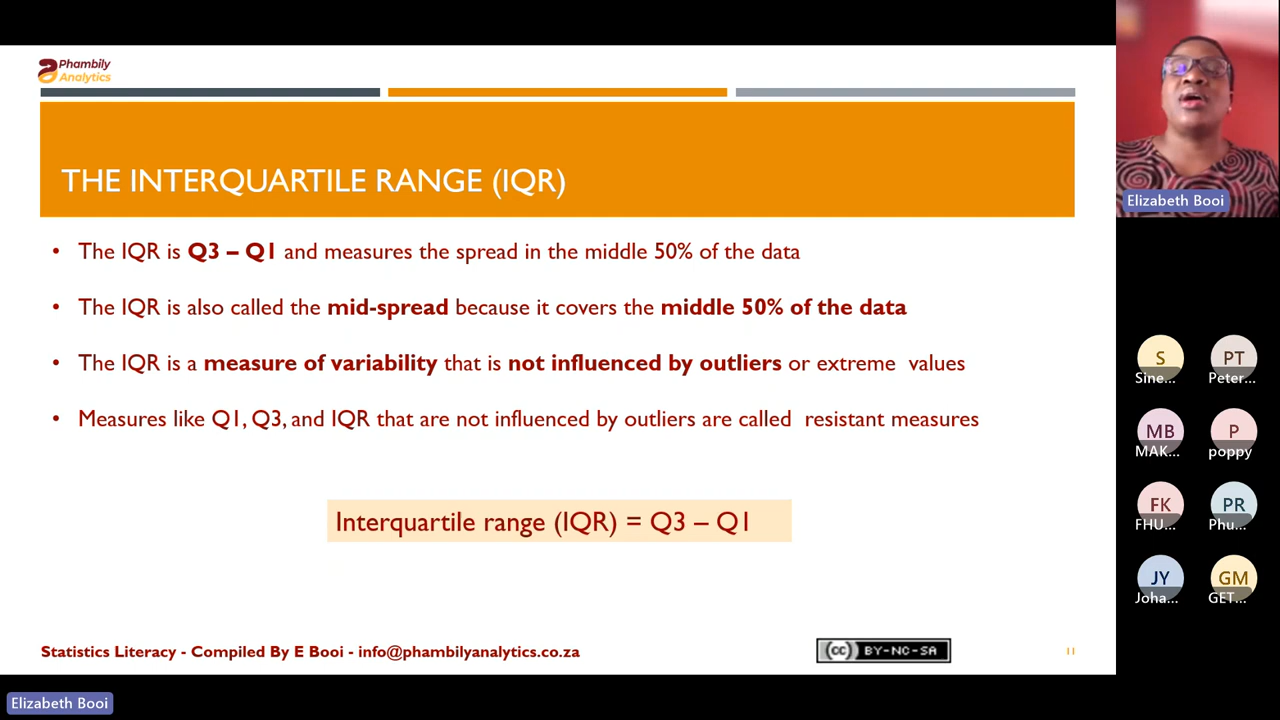 Phambily
Analytics
THE INTERQUARTILE RANGE (IQR)
• The IQR is Q3 – Q1 and measures the spread in the middle 50% of the data
• The IQR is also called the mid-spread because it covers the middle 50% of the data
• The IQR is a measure of variability that is not influenced by outliers or extreme values
• Measures like Q1, Q3, and IQR that are not influenced by outliers are called resistant measures
Interquartile range (IQR) = Q3 – Q1
Statistics Literacy - Compiled By E Booi - info@phambilyanalytics.co.za
cc BY-NC-SA
11
Elizabeth Booi
S
Sine...
PT
Peter...
MB
MAK...
P
poppy
FK
FHU...
PR
Phu...
JY
Joha...
GM
GET...
Elizabeth Booi